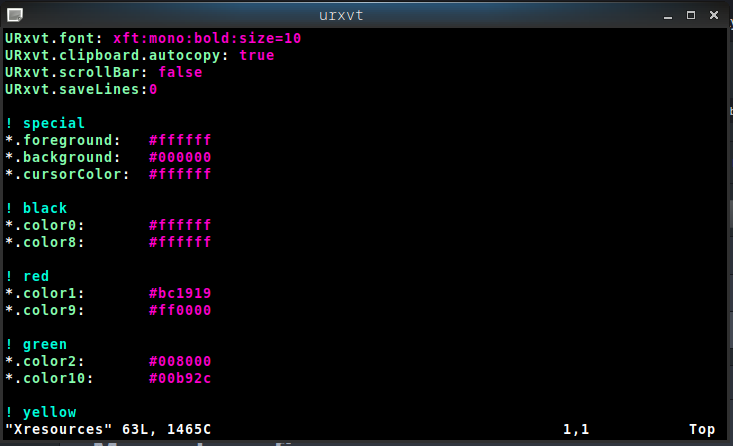 urxvt
URxvt.font: xft:mono:bold:size=10
URxvt.clipboard.autocopy: true
URxvt.scrollBar: false
URxvt.saveLines:0
! special
*.foreground:   #ffffff
*.background:   #000000
*.cursorColor:  #ffffff
! black
*.color0:       #ffffff
*.color8:       #ffffff
! red
*.color1:       #bc1919
*.color9:       #ff0000
! green
*.color2:       #008000
*.color10:      #00b92c
! yellow
"Xresources" 63L, 1465C 1,1 Top